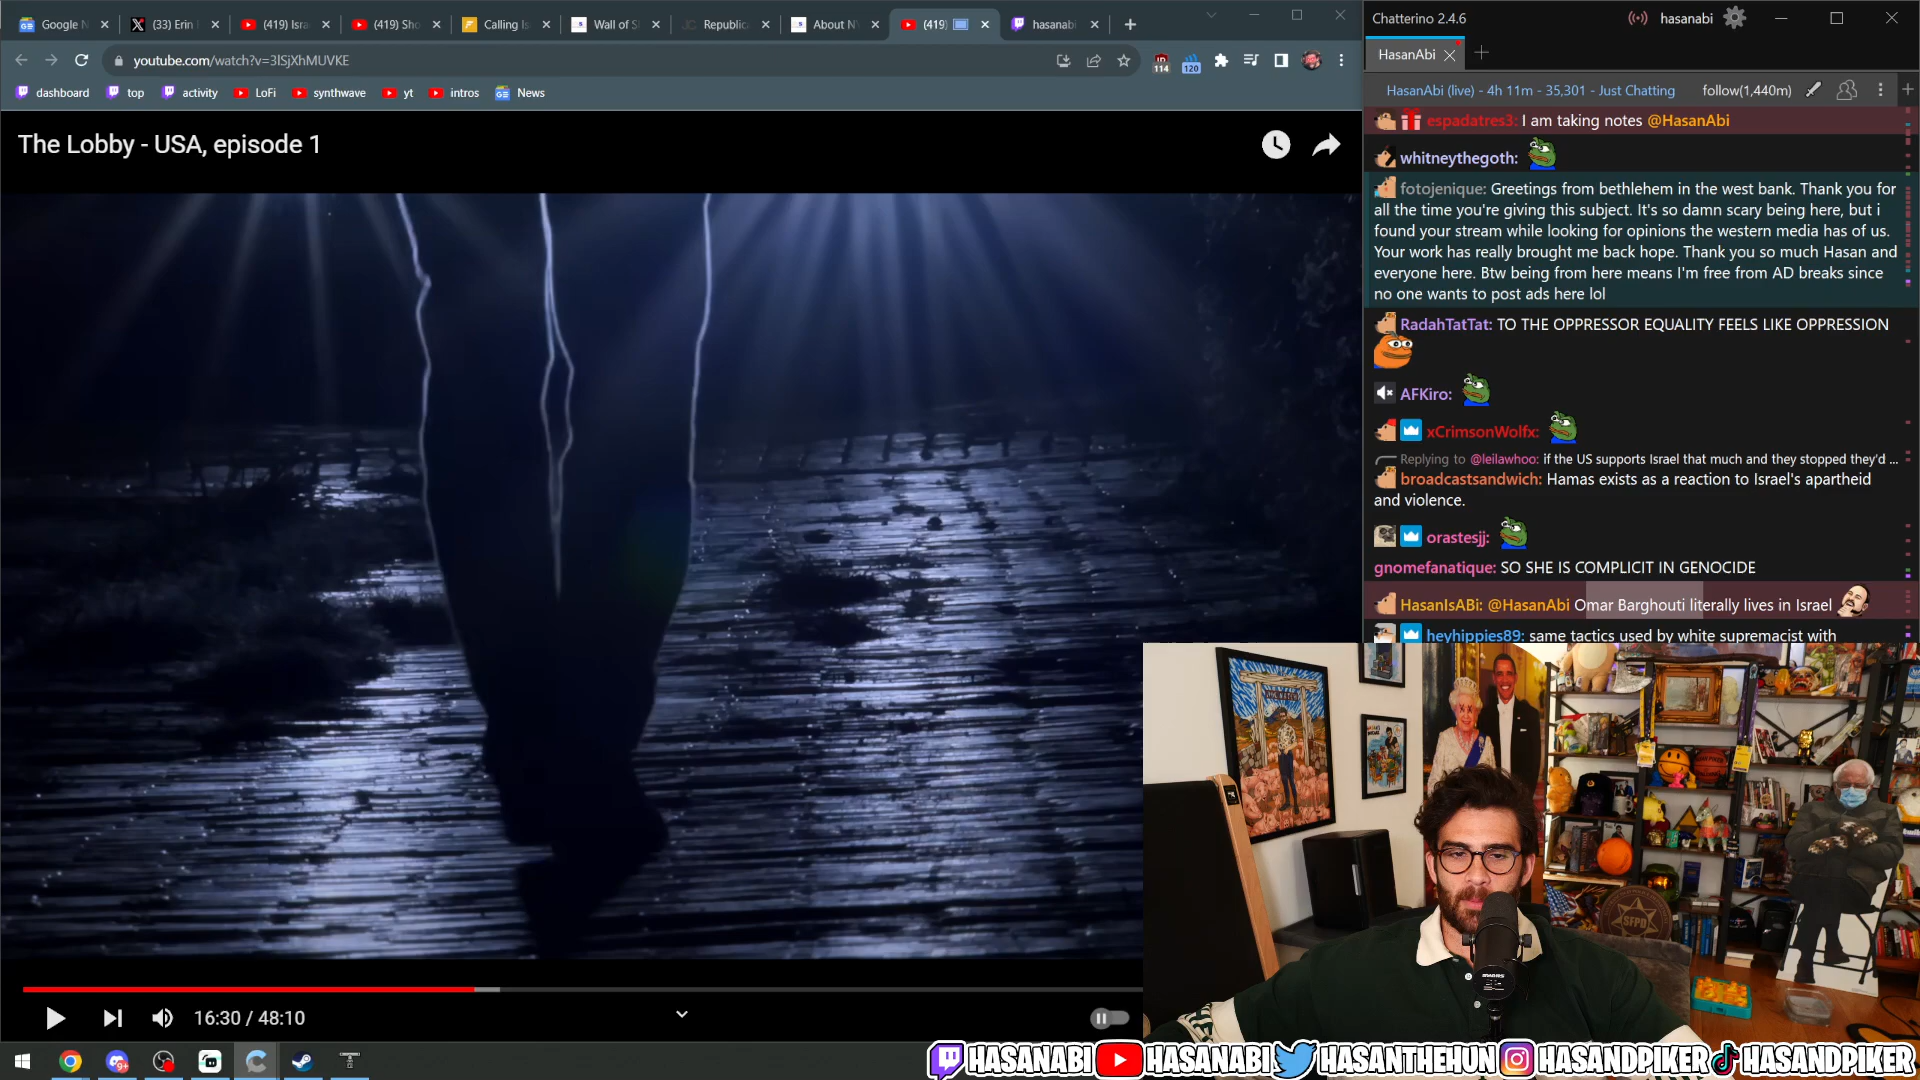 Google N
(33) Erin
(419) Isra
(419) Sho
Calling Is
Wall of S
Republic
About N
(419)
hasanabi
youtube.com/watch?v=3lSjXhMUVKE
114
120
dashboard
top
activity
LoFi
synthwave
yt
intros
News
The Lobby - USA, episode 1
16:30 / 48:10
Chatterino 2.4.6
hasanabi
HasanAbi
HasanAbi (live) - 4h 11m - 35,301 - Just Chatting
follow(1,440m)
espadatres3: I am taking notes @HasanAbi
whitneythegoth:
fotojenique: Greetings from bethlehem in the west bank. Thank you for
all the time you're giving this subject. It's so damn scary being here, but i
found your stream while looking for opinions the western media has of us.
Your work has really brought me back hope. Thank you so much Hasan and
everyone here. Btw being from here means I'm free from AD breaks since
no one wants to post ads here lol
RadahTatTat: TO THE OPPRESSOR EQUALITY FEELS LIKE OPPRESSION
AFKiro:
xCrimsonWolfx:
Replying to @leilawhoo: if the US supports Israel that much and they stopped they'd ...
broadcastsandwich: Hamas exists as a reaction to Israel's apartheid
and violence.
orastesjj:
gnomefanatique: SO SHE IS COMPLICIT IN GENOCIDE
HasanIsABi: @HasanAbi Omar Barghouti literally lives in Israel
heyhippies89: same tactics used by white supremacist with
SFPD
HASANABI
HASANABI
HASANTHEHUN
HASANDPIKER
HASANDPIKER